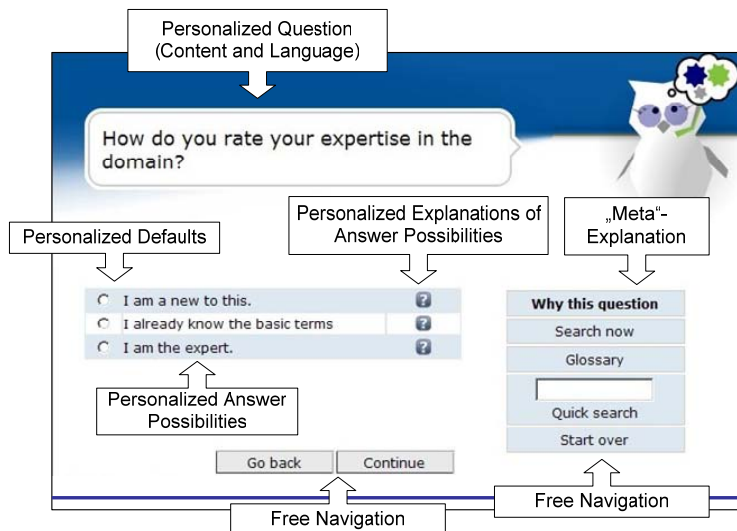 Personalized Question
(Content and Language)
How do you rate your expertise in the
domain?
Personalized Defaults
Personalized Explanations of
Answer Possibilities
„Meta“-
Explanation
I am a new to this.
I already know the basic terms
I am the expert.
Personalized Answer
Possibilities
Why this question
Search now
Glossary
Quick search
Start over
Go back
Continue
Free Navigation
Free Navigation